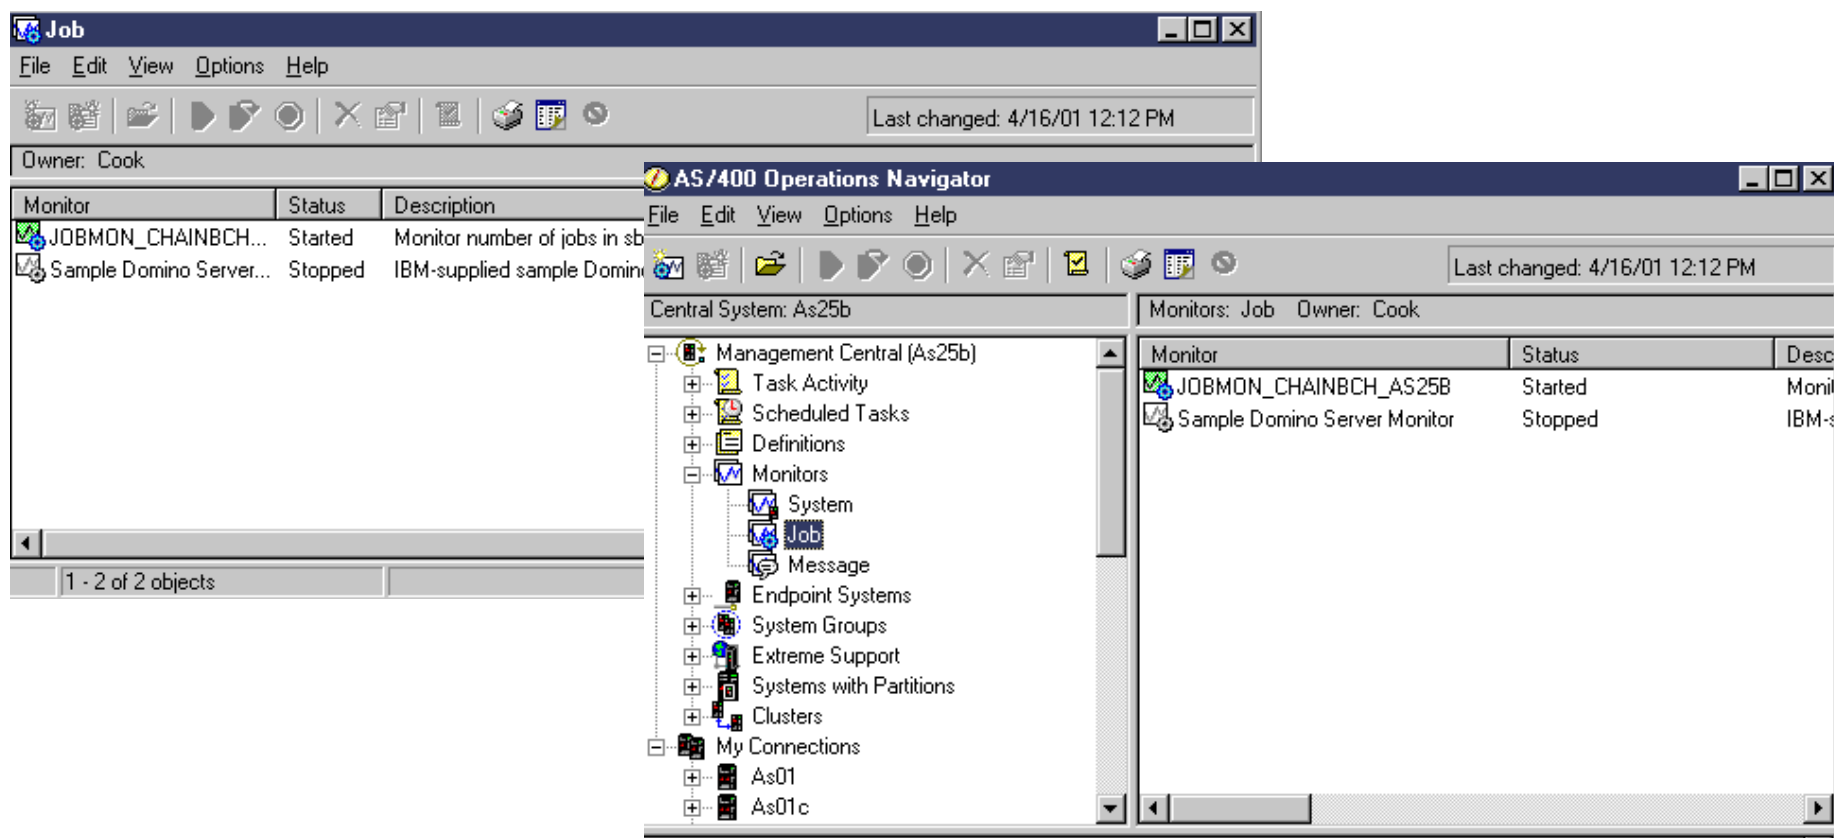 Job
File Edit View Options Help
Last changed: 4/16/01 12:12 PM
Owner: Cook
Monitor Status Description
JOBMON_CHAINBCH... Started Monitor number of jobs in sb
Sample Domino Server... Stopped IBM-supplied sample Domino
1 - 2 of 2 objects
AS/400 Operations Navigator
File Edit View Options Help
Last changed: 4/16/01 12:12 PM
Central System: As25b
Monitors: Job Owner: Cook
Management Central (As25b)
Task Activity
Scheduled Tasks
Definitions
Monitors
System
Job
Message
Endpoint Systems
System Groups
Extreme Support
Systems with Partitions
Clusters
My Connections
As01
As01c
Monitor Status Desc
JOBMON_CHAINBCH_AS25B Started Monit
Sample Domino Server Monitor Stopped IBM-s